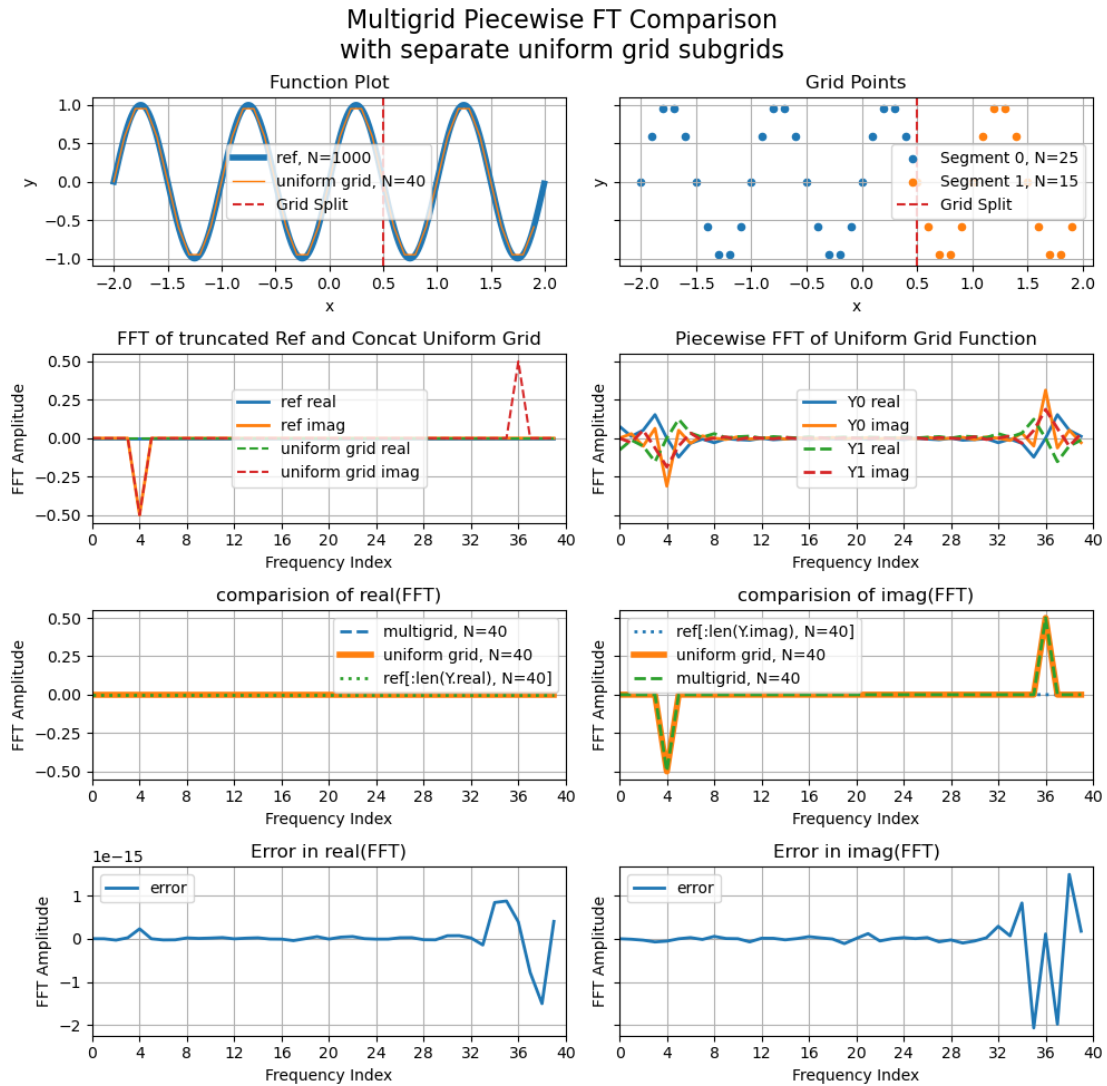 Multigrid Piecewise FT Comparison
with separate uniform grid subgrids
Function Plot
1.0
0.5
0.0
−0.5
−1.0
y
ref, N=1000
uniform grid, N=40
Grid Split
−2.0 −1.5 −1.0 −0.5 0.0 0.5 1.0 1.5 2.0
x
Grid Points
y
Segment 0, N=25
Segment 1, N=15
Grid Split
−2.0 −1.5 −1.0 −0.5 0.0 0.5 1.0 1.5 2.0
x
FFT of truncated Ref and Concat Uniform Grid
0.50
0.25
0.00
−0.25
−0.50
FFT Amplitude
ref real
ref imag
uniform grid real
uniform grid imag
0 4 8 12 16 20 24 28 32 36 40
Frequency Index
Piecewise FFT of Uniform Grid Function
FFT Amplitude
Y0 real
Y0 imag
Y1 real
Y1 imag
0 4 8 12 16 20 24 28 32 36 40
Frequency Index
comparision of real(FFT)
0.50
0.25
0.00
−0.25
−0.50
FFT Amplitude
multigrid, N=40
uniform grid, N=40
ref[:len(Y.real), N=40]
0 4 8 12 16 20 24 28 32 36 40
Frequency Index
comparision of imag(FFT)
FFT Amplitude
ref[:len(Y.imag), N=40]
uniform grid, N=40
multigrid, N=40
0 4 8 12 16 20 24 28 32 36 40
Frequency Index
Error in real(FFT)
1e−15
1
0
−1
−2
FFT Amplitude
error
0 4 8 12 16 20 24 28 32 36 40
Frequency Index
Error in imag(FFT)
FFT Amplitude
error
0 4 8 12 16 20 24 28 32 36 40
Frequency Index